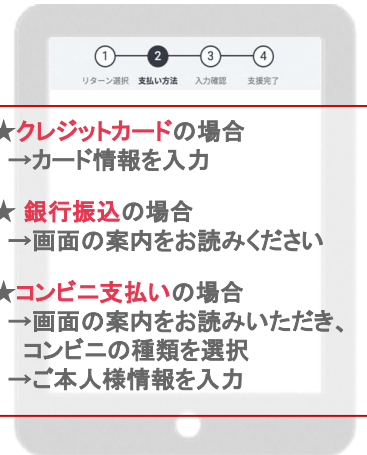 1 2 3 4
リターン選択 支払い方法 入力確認 支援完了
★クレジットカードの場合
→カード情報を入力
★ 銀行振込の場合
→画面の案内をお読みください
★コンビニ支払いの場合
→画面の案内をお読みいただき、
コンビニの種類を選択
→ご本人様情報を入力